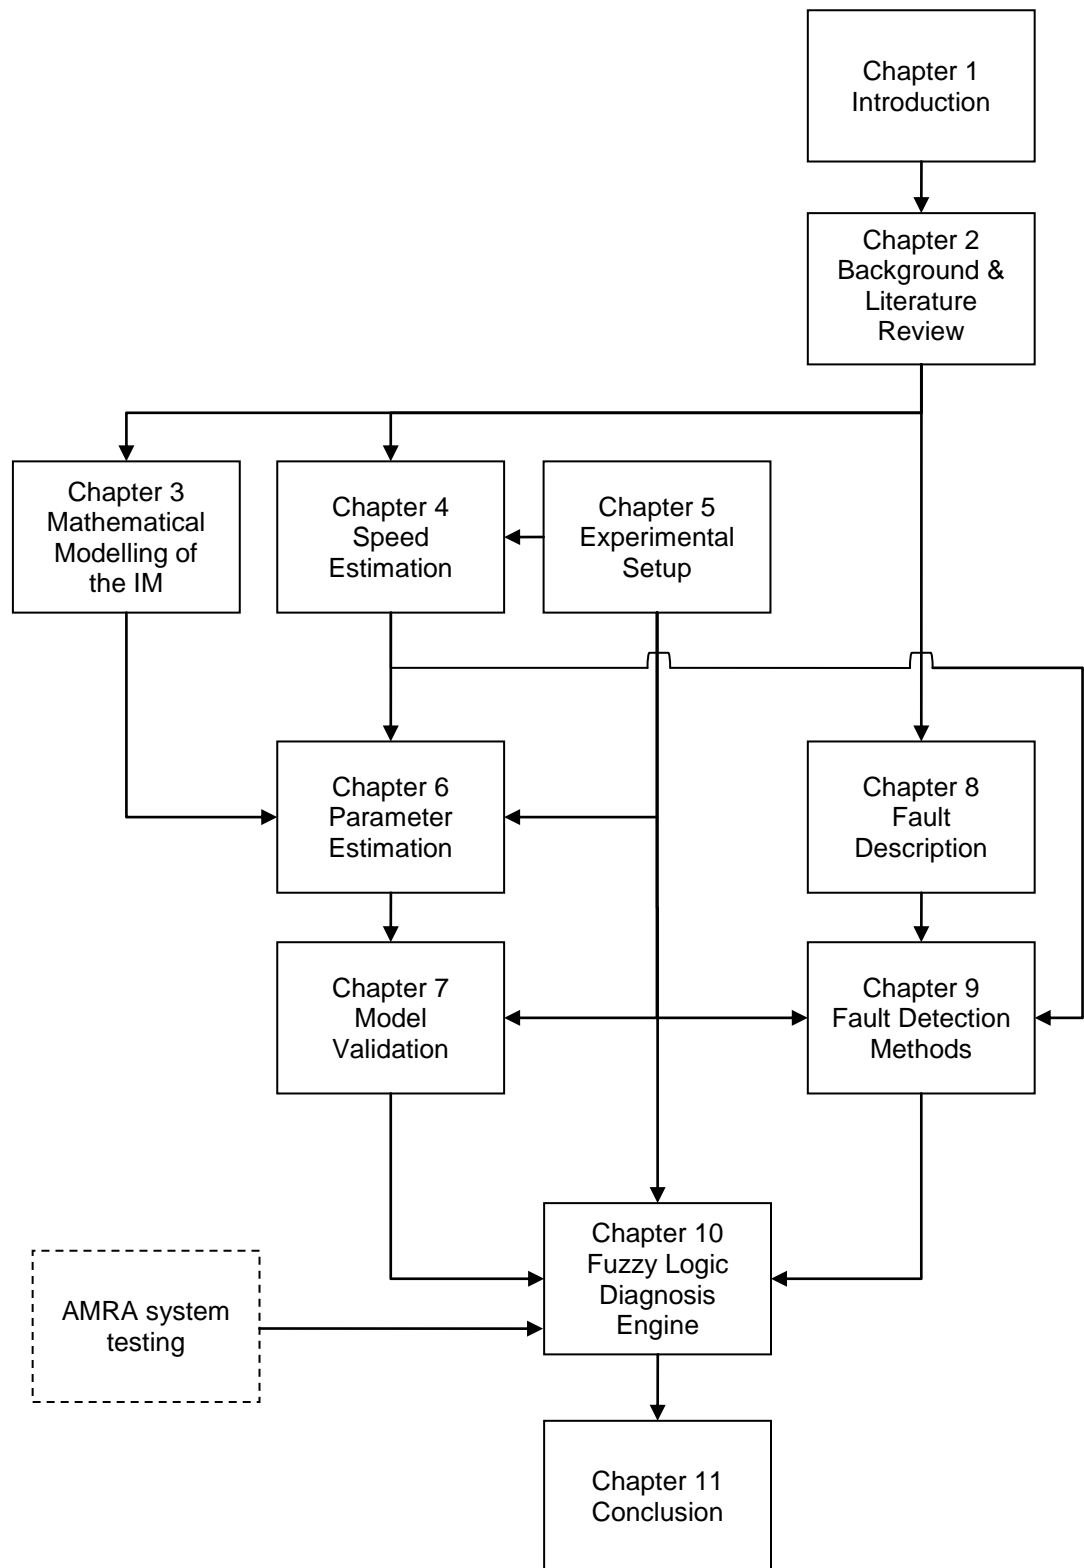 Chapter 1
Introduction
Chapter 2
Background &
Literature
Review
Chapter 3
Mathematical
Modelling of
the IM
Chapter 4
Speed
Estimation
Chapter 5
Experimental
Setup
Chapter 6
Parameter
Estimation
Chapter 8
Fault
Description
Chapter 7
Model
Validation
Chapter 9
Fault Detection
Methods
Chapter 10
Fuzzy Logic
Diagnosis
Engine
AMRA system
testing
Chapter 11
Conclusion